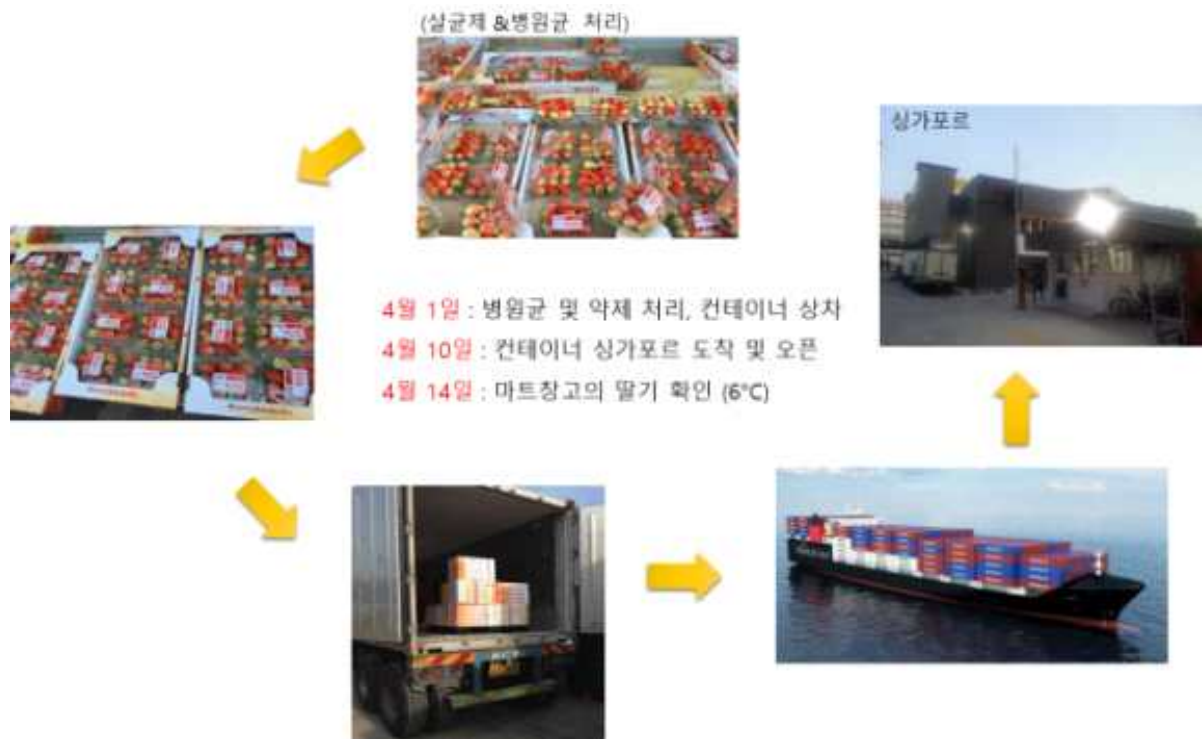 (살균제 &병원균 처리)
싱가포르
4월 1일 : 병원균 및 약제 처리, 컨테이너 상차
4월 10일 : 컨테이너 싱가포르 도착 및 오픈
4월 14일 : 마트창고의 딸기 확인 (6°C)